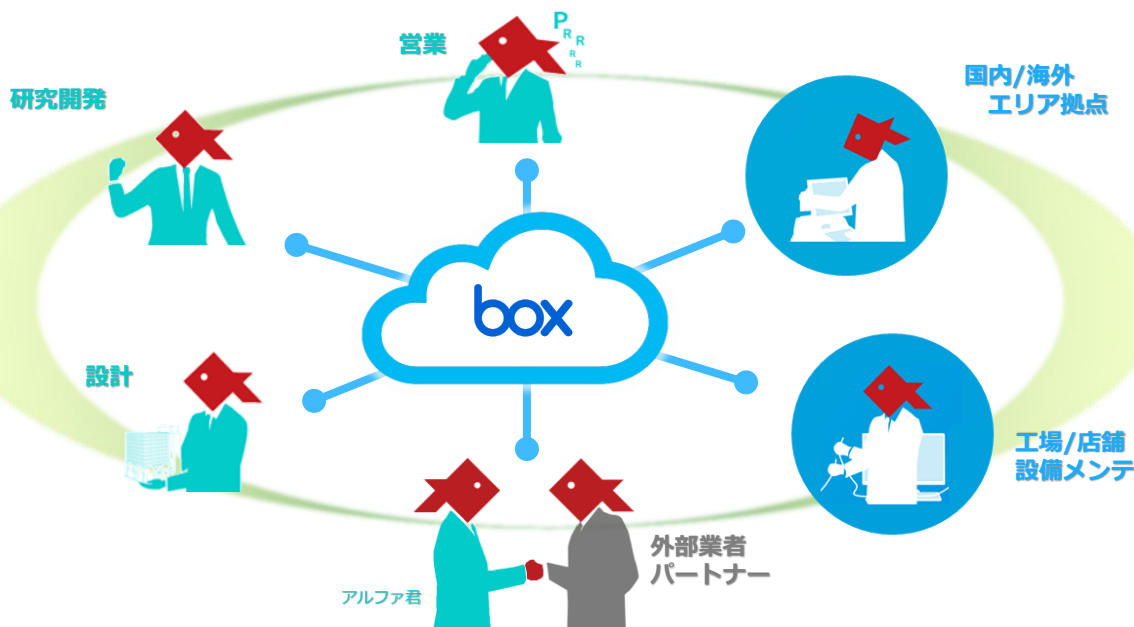 営業
PRRRR
国内/海外
エリア拠点
研究開発
box
設計
工場/店舗
設備メンテ
外部業者
パートナー
アルファ君